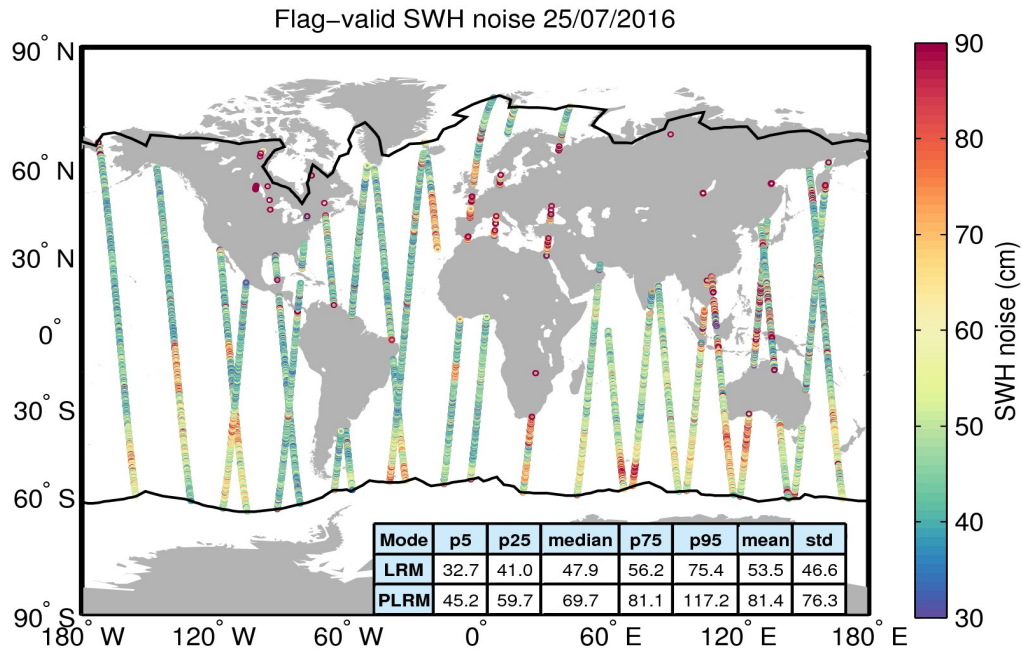 Flag−valid SWH noise 25/07/2016
90° N
60° N
30° N
0°
30° S
60° S
90° S
180° W
120° W
60° W
0°
60° E
120° E
180° E
Mode p5 p25 median p75 p95 mean std
LRM 32.7 41.0 47.9 56.2 75.4 53.5 46.6
PLRM 45.2 59.7 69.7 81.1 117.2 81.4 76.3
90
80
70
60
50
40
30
SWH noise (cm)